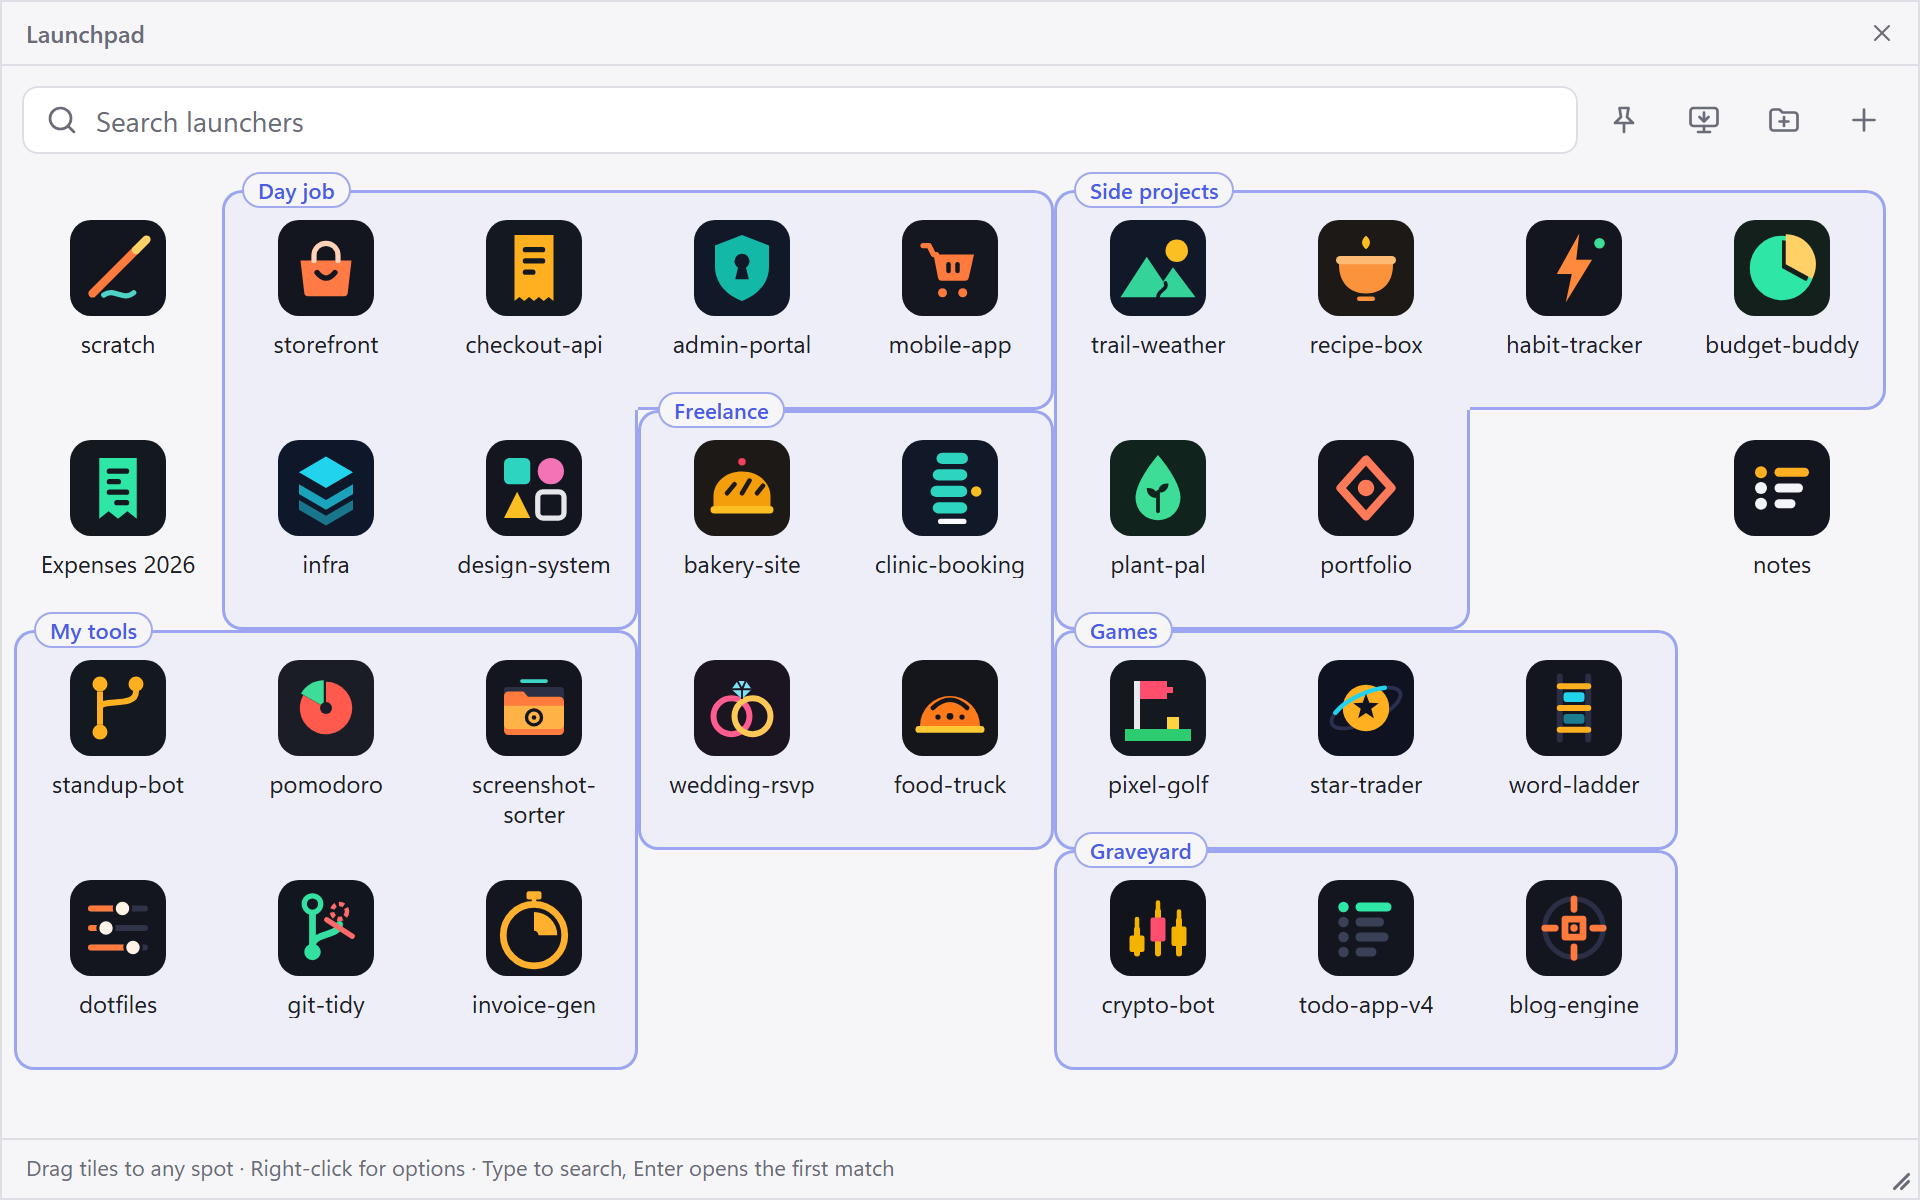 Launchpad
Search launchers
Day job
Side projects
scratch
storefront
checkout-api
admin-portal
mobile-app
trail-weather
recipe-box
habit-tracker
budget-buddy
Freelance
Expenses 2026
infra
design-system
bakery-site
clinic-booking
plant-pal
portfolio
notes
My tools
Games
standup-bot
pomodoro
screenshot-
sorter
wedding-rsvp
food-truck
pixel-golf
star-trader
word-ladder
Graveyard
dotfiles
git-tidy
invoice-gen
crypto-bot
todo-app-v4
blog-engine
Drag tiles to any spot · Right-click for options · Type to search, Enter opens the first match